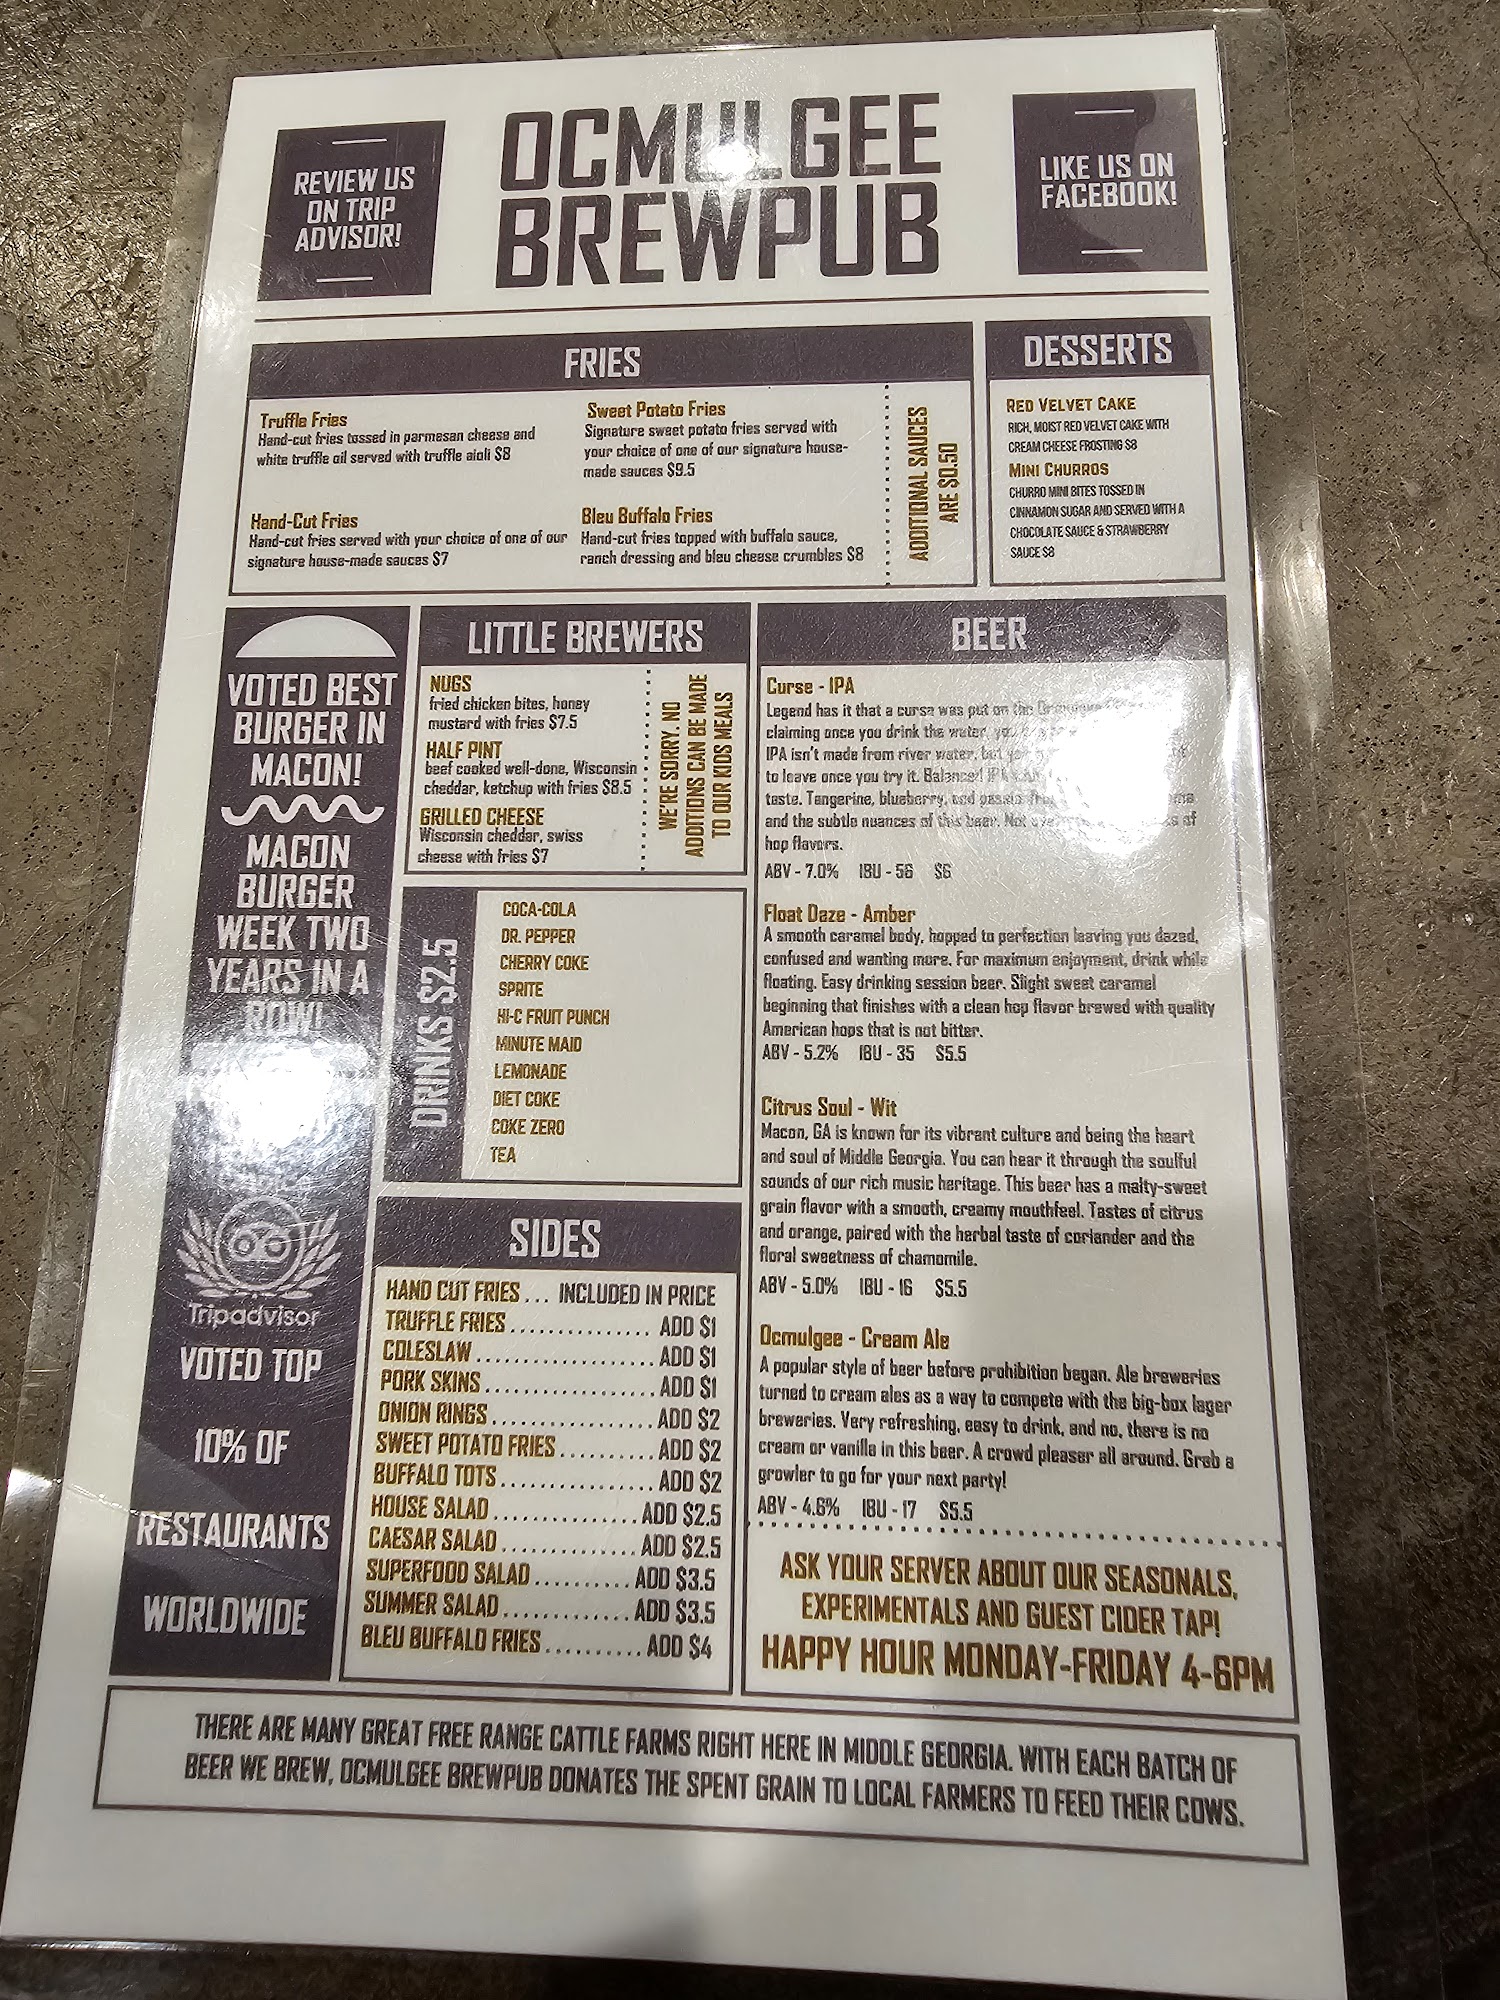 REVIEW US
ON TRIP
ADVISOR!
OCMULGEE
BREWPUB
LIKE US ON
FACEBOOK!
FRIES
Truffle Fries
Hand-cut fries tossed in parmesan cheese and
white truffle oil served with truffle aioli $8
Hand-Cut Fries
Hand-cut fries served with your choice of one of our
signature house-made sauces $7
Sweet Potato Fries
Signature sweet potato fries served with
your choice of one of our signature house-
made sauces $9.5
Bleu Buffalo Fries
Hand-cut fries topped with buffalo sauce,
ranch dressing and bleu cheese crumbles $8
ADDITIONAL SAUCES
ARE $0.50
DESSERTS
RED VELVET CAKE
RICH, MOIST RED VELVET CAKE WITH
CREAM CHEESE FROSTING $8
MINI CHURROS
CHURRO MINI BITES TOSSED IN
CINNAMON SUGAR AND SERVED WITH A
CHOCOLATE SAUCE & STRAWBERRY
SAUCE $8
VOTED BEST
BURGER IN
MACON!
MACON
BURGER
WEEK TWO
YEARS IN A
ROW!
Tripadvisor
VOTED TOP
10% OF
RESTAURANTS
WORLDWIDE
LITTLE BREWERS
NUGS
fried chicken bites, honey
mustard with fries $7.5
HALF PINT
beef cooked well-done, Wisconsin
cheddar, ketchup with fries $8.5
GRILLED CHEESE
Wisconsin cheddar, swiss
cheese with fries $7
WE'RE SORRY. NO
ADDITIONS CAN BE MADE
TO OUR KIDS MEALS
DRINKS $2.5
COCA-COLA
DR. PEPPER
CHERRY COKE
SPRITE
HI-C FRUIT PUNCH
MINUTE MAID
LEMONADE
DIET COKE
COKE ZERO
TEA
SIDES
HAND CUT FRIES ... INCLUDED IN PRICE
TRUFFLE FRIES ............... ADD $1
COLESLAW ................... ADD $1
PORK SKINS .................. ADD $1
ONION RINGS ................. ADD $2
SWEET POTATO FRIES .......... ADD $2
BUFFALO TOTS ................ ADD $2
HOUSE SALAD ............... ADD $2.5
CAESAR SALAD .............. ADD $2.5
SUPERFOOD SALAD .......... ADD $3.5
SUMMER SALAD ............. ADD $3.5
BLEU BUFFALO FRIES .......... ADD $4
BEER
Curse - IPA
Legend has it that a curse was put on the
claiming once you drink the water, you
IPA isn't made from river water, but
to leave once you try it. Balanced IPA
taste. Tangerine, blueberry, and
and the subtle nuances of this beer. Not of
hop flavors.
ABV - 7.0% IBU - 56 $6
Float Daze - Amber
A smooth caramel body, hopped to perfection leaving you dazed,
confused and wanting more. For maximum enjoyment, drink while
floating. Easy drinking session beer. Slight sweet caramel
beginning that finishes with a clean hop flavor brewed with quality
American hops that is not bitter.
ABV - 5.2% IBU - 35 $5.5
Citrus Soul - Wit
Macon, GA is known for its vibrant culture and being the heart
and soul of Middle Georgia. You can hear it through the soulful
sounds of our rich music heritage. This beer has a malty-sweet
grain flavor with a smooth, creamy mouthfeel. Tastes of citrus
and orange, paired with the herbal taste of coriander and the
floral sweetness of chamomile.
ABV - 5.0% IBU - 16 $5.5
Ocmulgee - Cream Ale
A popular style of beer before prohibition began. Ale breweries
turned to cream ales as a way to compete with the big-box lager
breweries. Very refreshing, easy to drink, and no, there is no
cream or vanilla in this beer. A crowd pleaser all around. Grab a
growler to go for your next party!
ABV - 4.6% IBU - 17 $5.5
ASK YOUR SERVER ABOUT OUR SEASONALS,
EXPERIMENTALS AND GUEST CIDER TAP!
HAPPY HOUR MONDAY-FRIDAY 4-6PM
THERE ARE MANY GREAT FREE RANGE CATTLE FARMS RIGHT HERE IN MIDDLE GEORGIA. WITH EACH BATCH OF
BEER WE BREW, OCMULGEE BREWPUB DONATES THE SPENT GRAIN TO LOCAL FARMERS TO FEED THEIR COWS.